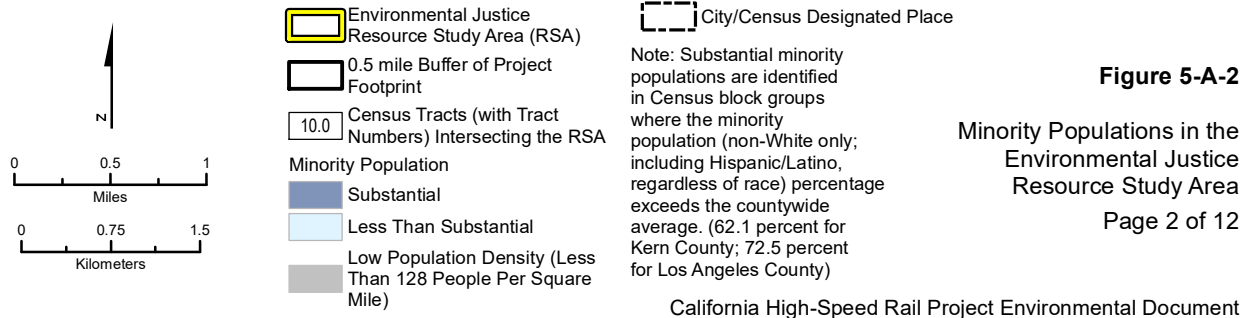 N
0 0.5 1
Miles
0 0.75 1.5
Kilometers
Environmental Justice
Resource Study Area (RSA)
0.5 mile Buffer of Project
Footprint
10.0
Census Tracts (with Tract
Numbers) Intersecting the RSA
Minority Population
Substantial
Less Than Substantial
Low Population Density (Less
Than 128 People Per Square
Mile)
City/Census Designated Place
Note: Substantial minority
populations are identified
in Census block groups
where the minority
population (non-White only;
including Hispanic/Latino,
regardless of race) percentage
exceeds the countywide
average. (62.1 percent for
Kern County; 72.5 percent
for Los Angeles County)
Figure 5-A-2
Minority Populations in the
Environmental Justice
Resource Study Area
Page 2 of 12
California High-Speed Rail Project Environmental Document